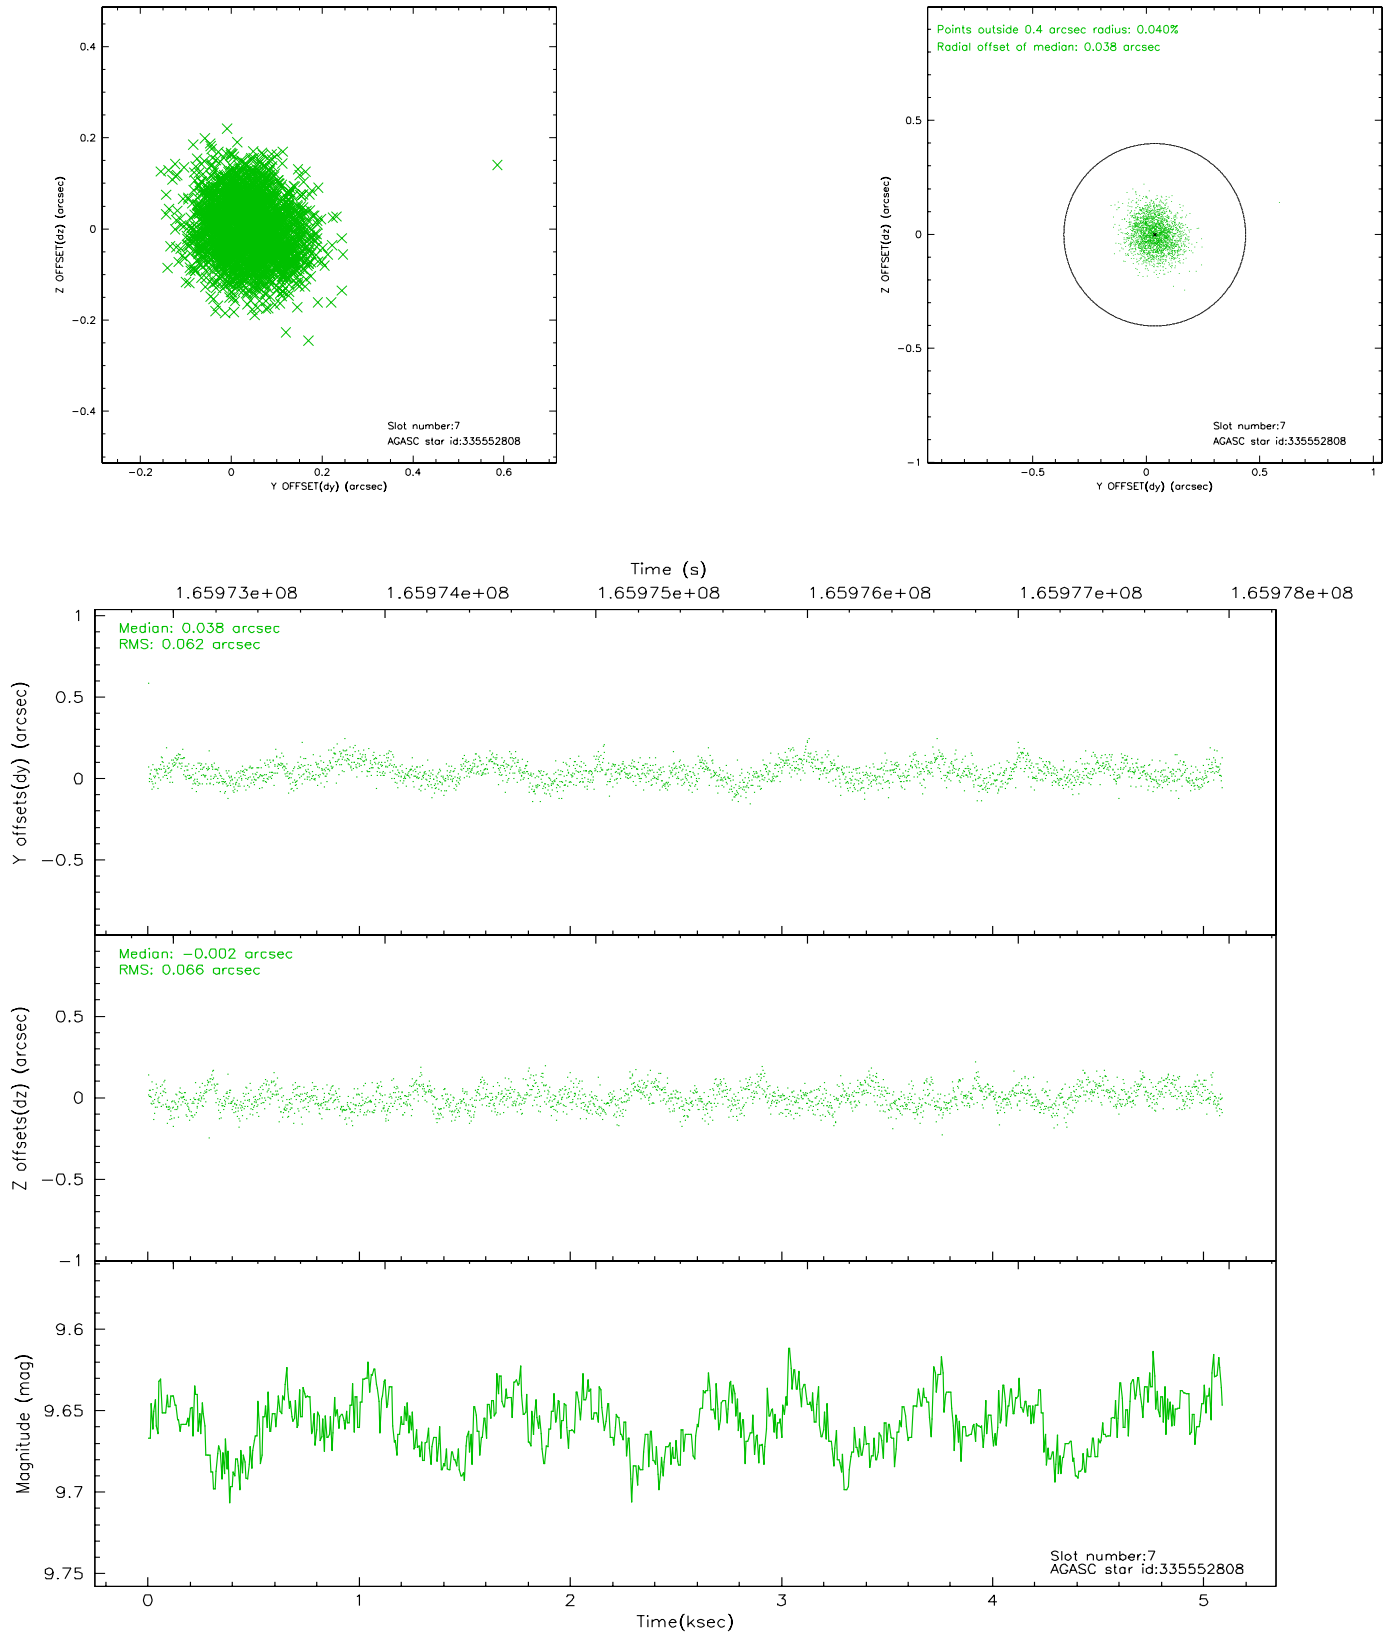 0.4
0.2
0
−0.2
−0.4
Z OFFSET(dz) (arcsec)
Slot number:7
AGASC star id:335552808
−0.2 0 0.2 0.4 0.6
Y OFFSET(dy) (arcsec)
Points outside 0.4 arcsec radius: 0.040%
Radial offset of median: 0.038 arcsec
0.5
0
−0.5
−1
Z OFFSET(dz) (arcsec)
Slot number:7
AGASC star id:335552808
−0.5 0 0.5 1
Y OFFSET(dy) (arcsec)
Time (s)
1.65973e+08 1.65974e+08 1.65975e+08 1.65976e+08 1.65977e+08 1.65978e+08
Median: 0.038 arcsec
RMS: 0.062 arcsec
1
0.5
0
−0.5
Y offsets(dy) (arcsec)
Median: −0.002 arcsec
RMS: 0.066 arcsec
0.5
0
−0.5
−1
Z offsets(dz) (arcsec)
9.6
9.65
9.7
9.75
Magnitude (mag)
Slot number:7
AGASC star id:335552808
0 1 2 3 4 5
Time(ksec)